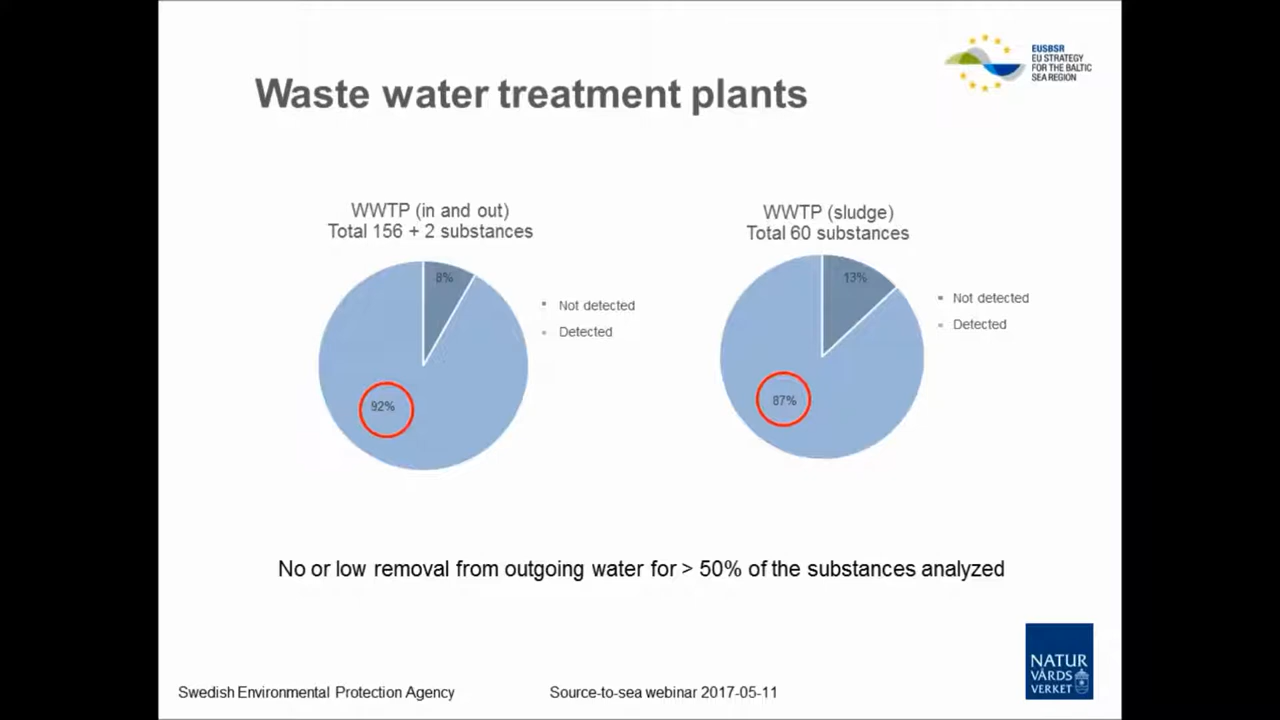 EUSBSR
EU STRATEGY
FOR THE BALTIC
SEA REGION
Waste water treatment plants
WWTP (in and out)
Total 156 + 2 substances
8%
92%
Not detected
Detected
WWTP (sludge)
Total 60 substances
13%
87%
Not detected
Detected
No or low removal from outgoing water for > 50% of the substances analyzed
NATUR
VÅRDS
VERKET
Swedish Environmental Protection Agency
Source-to-sea webinar 2017-05-11